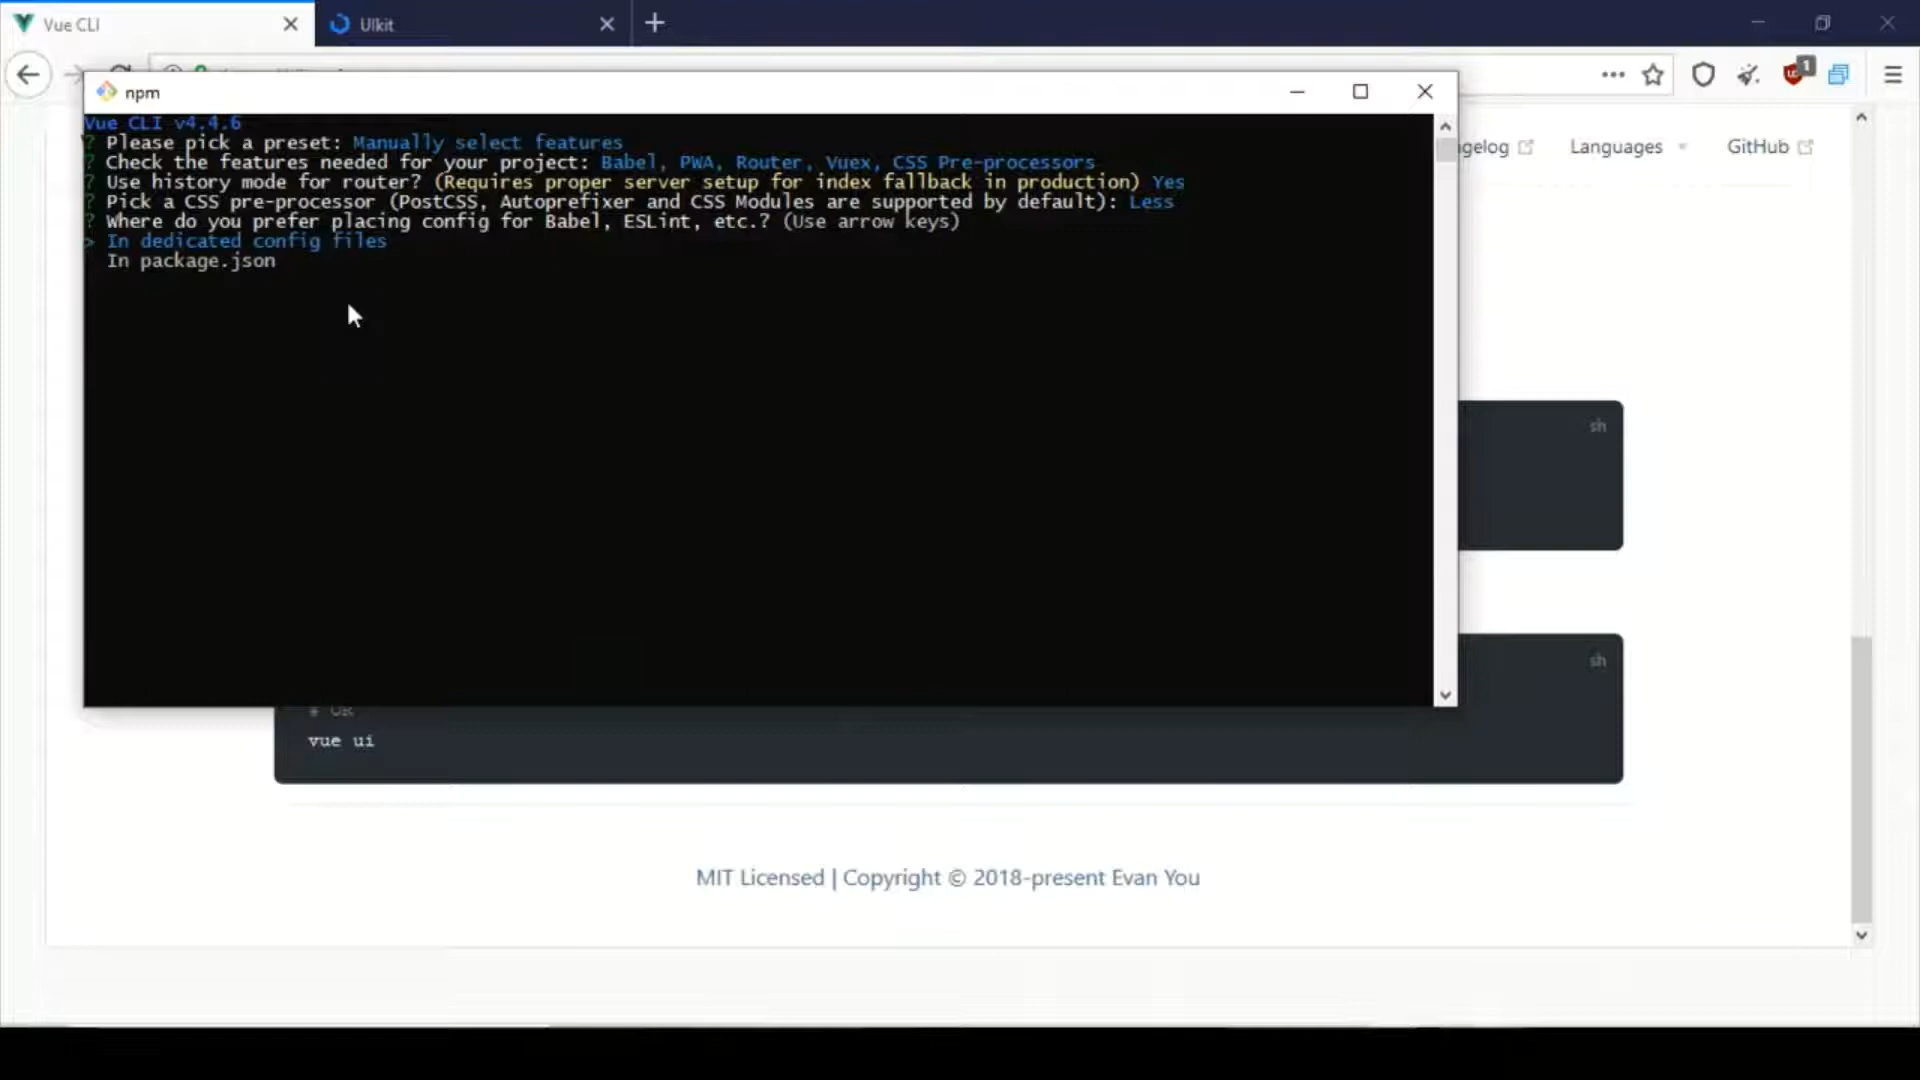 Vue CLI
UIkit
1
npm
Vue CLI v4.4.6
? Please pick a preset: Manually select features
? Check the features needed for your project: Babel, PWA, Router, Vuex, CSS Pre-processors
? Use history mode for router? (Requires proper server setup for index fallback in production) Yes
? Pick a CSS pre-processor (PostCSS, Autoprefixer and CSS Modules are supported by default): Less
? Where do you prefer placing config for Babel, ESLint, etc.? (Use arrow keys)
> In dedicated config files
In package.json
gelog
Languages
GitHub
sh
sh
# OR
vue ui
MIT Licensed | Copyright © 2018-present Evan You